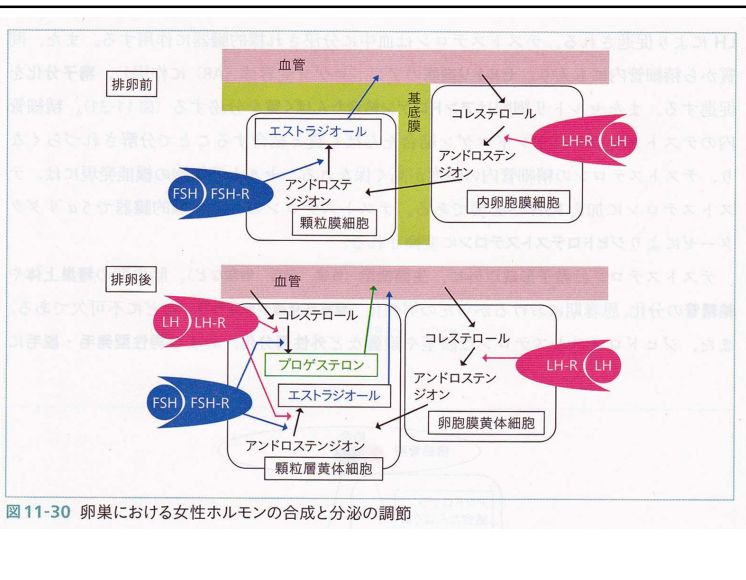 排卵前
血管
基底膜
コレステロール
エストラジオール
LH-R
LH
アンドロステン
ジオン
FSH
FSH-R
アンドロステ
ンジオン
内卵胞膜細胞
顆粒膜細胞
排卵後
血管
LH
LH-R
コレステロール
コレステロール
プロゲステロン
LH-R
LH
アンドロステン
ジオン
エストラジオール
FSH
FSH-R
卵胞膜黄体細胞
アンドロステンジオン
顆粒層黄体細胞
図11-30 卵巣における女性ホルモンの合成と分泌の調節